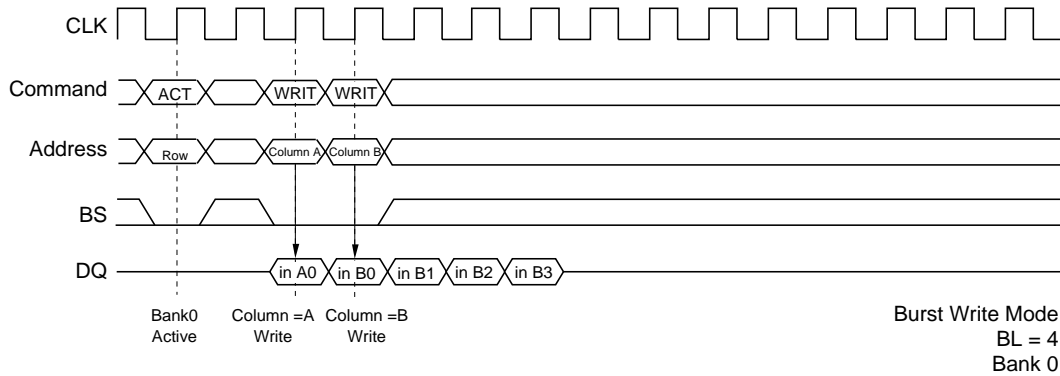 CLK
Command ACT WRIT WRIT
Address Row Column A Column B
BS
DQ in A0 in B0 in B1 in B2 in B3
Bank0 Column =A Column =B
Active Write Write
Burst Write Mode
BL = 4
Bank 0